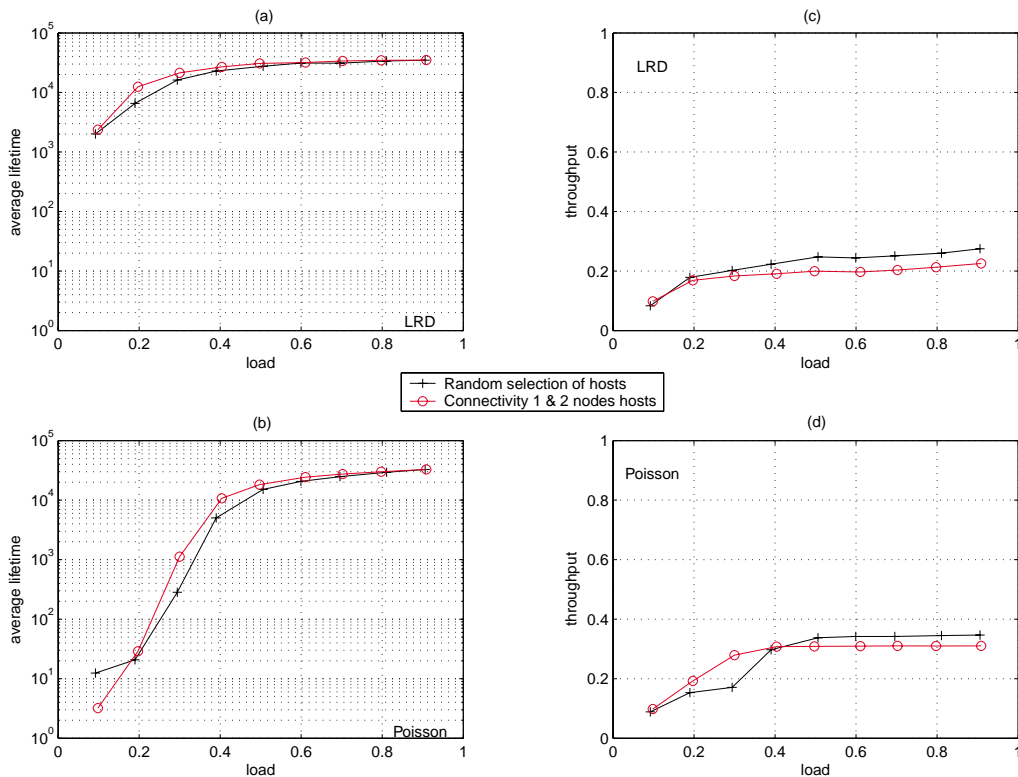 (a)
average lifetime
10^5
10^4
10^3
10^2
10^1
10^0
LRD
0 0.2 0.4 0.6 0.8 1
load
(c)
throughput
1
0.8
0.6
0.4
0.2
0
LRD
0 0.2 0.4 0.6 0.8 1
load
Random selection of hosts
Connectivity 1 & 2 nodes hosts
(b)
average lifetime
10^5
10^4
10^3
10^2
10^1
10^0
Poisson
0 0.2 0.4 0.6 0.8 1
load
(d)
throughput
1
0.8
0.6
0.4
0.2
0
Poisson
0 0.2 0.4 0.6 0.8 1
load